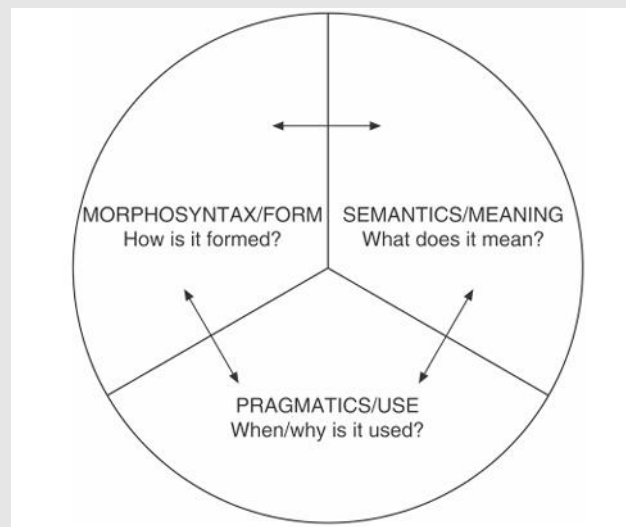 MORPHOSYNTAX/FORM
How is it formed?
SEMANTICS/MEANING
What does it mean?
PRAGMATICS/USE
When/why is it used?